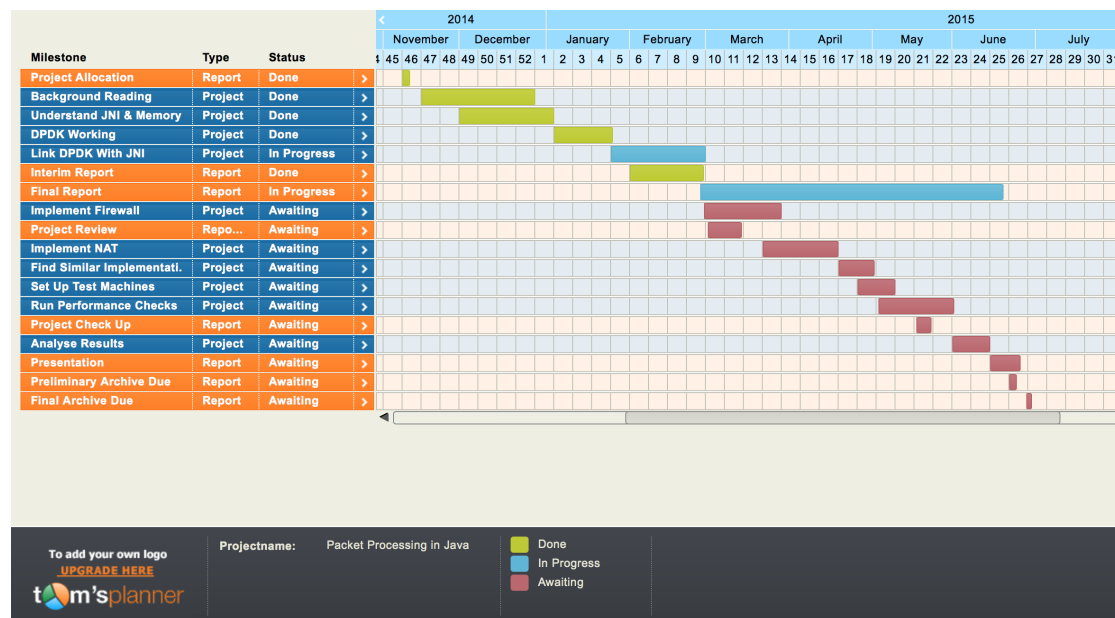 2014 2015
November December January February March April May June July
45 46 47 48 49 50 51 52 1 2 3 4 5 6 7 8 9 10 11 12 13 14 15 16 17 18 19 20 21 22 23 24 25 26 27 28 29 30
Milestone Type Status
Project Allocation Report Done
Background Reading Project Done
Understand JNI & Memory Project Done
DPDK Working Project Done
Link DPDK With JNI Project In Progress
Interim Report Report Done
Final Report Report In Progress
Implement Firewall Project Awaiting
Project Review Repo... Awaiting
Implement NAT Project Awaiting
Find Similar Implementati. Project Awaiting
Set Up Test Machines Project Awaiting
Run Performance Checks Project Awaiting
Project Check Up Report Awaiting
Analyse Results Project Awaiting
Presentation Report Awaiting
Preliminary Archive Due Report Awaiting
Final Archive Due Report Awaiting
To add your own logo
UPGRADE HERE
tom'splanner
Projectname: Packet Processing in Java
Done
In Progress
Awaiting